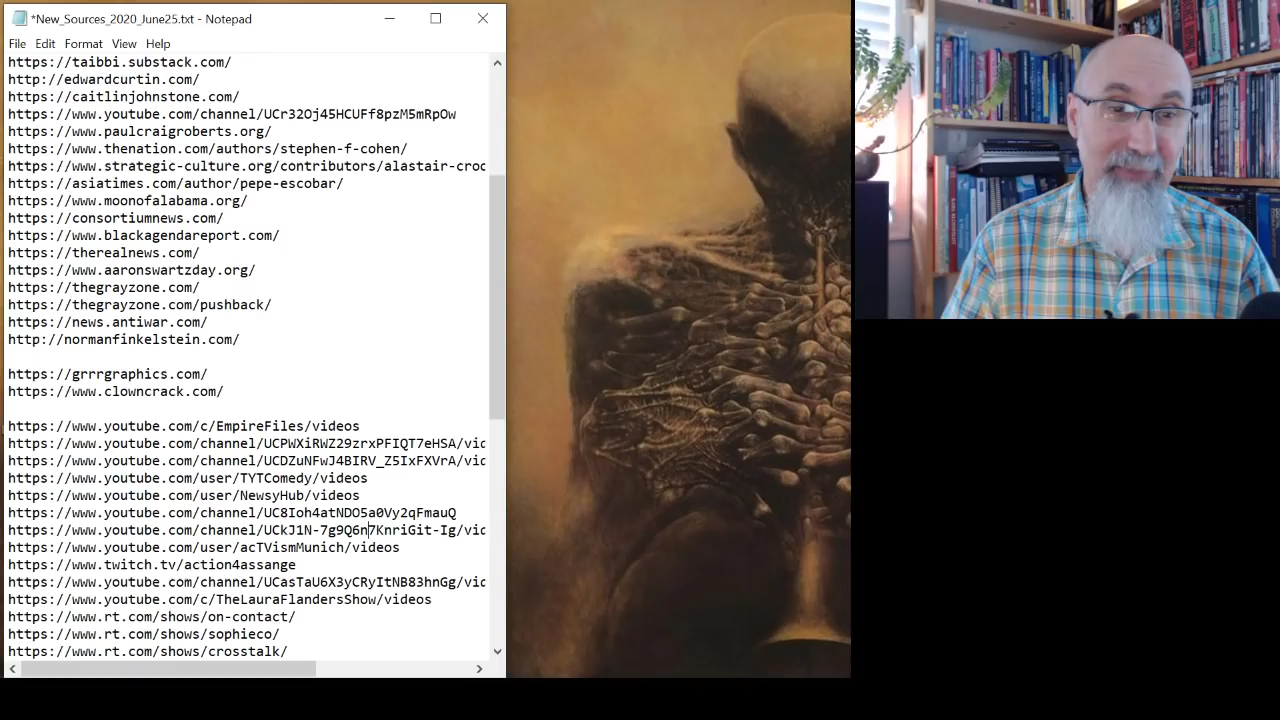 *New_Sources_2020_June25.txt - Notepad
File Edit Format View Help
https://taibbi.substack.com/
http://edwardcurtin.com/
https://caitlinjohnstone.com/
https://www.youtube.com/channel/UCr32Oj45HCUFf8pzM5mRpOw
https://www.paulcraigroberts.org/
https://www.thenation.com/authors/stephen-f-cohen/
https://www.strategic-culture.org/contributors/alastair-croc
https://asiatimes.com/author/pepe-escobar/
https://www.moonofalabama.org/
https://consortiumnews.com/
https://www.blackagendareport.com/
https://therealnews.com/
https://www.aaronswartzday.org/
https://thegrayzone.com/
https://thegrayzone.com/pushback/
https://news.antiwar.com/
http://normanfinkelstein.com/
https://grrrgraphics.com/
https://www.clowncrack.com/
https://www.youtube.com/c/EmpireFiles/videos
https://www.youtube.com/channel/UCPWXiRWZ29zrxPFIQT7eHSA/vid
https://www.youtube.com/channel/UCDZuNFwJ4BIRV_Z5IxFXVrA/vid
https://www.youtube.com/user/TYTComedy/videos
https://www.youtube.com/user/NewsyHub/videos
https://www.youtube.com/channel/UC8Ioh4atNDO5a0Vy2qFmauQ
https://www.youtube.com/channel/UCkJ1N-7g9Q6n7KnriGit-Ig/vid
https://www.youtube.com/user/acTVismMunich/videos
https://www.twitch.tv/action4assange
https://www.youtube.com/channel/UCasTaU6X3yCRyItNB83hnGg/vid
https://www.youtube.com/c/TheLauraFlandersShow/videos
https://www.rt.com/shows/on-contact/
https://www.rt.com/shows/sophieco/
https://www.rt.com/shows/crosstalk/